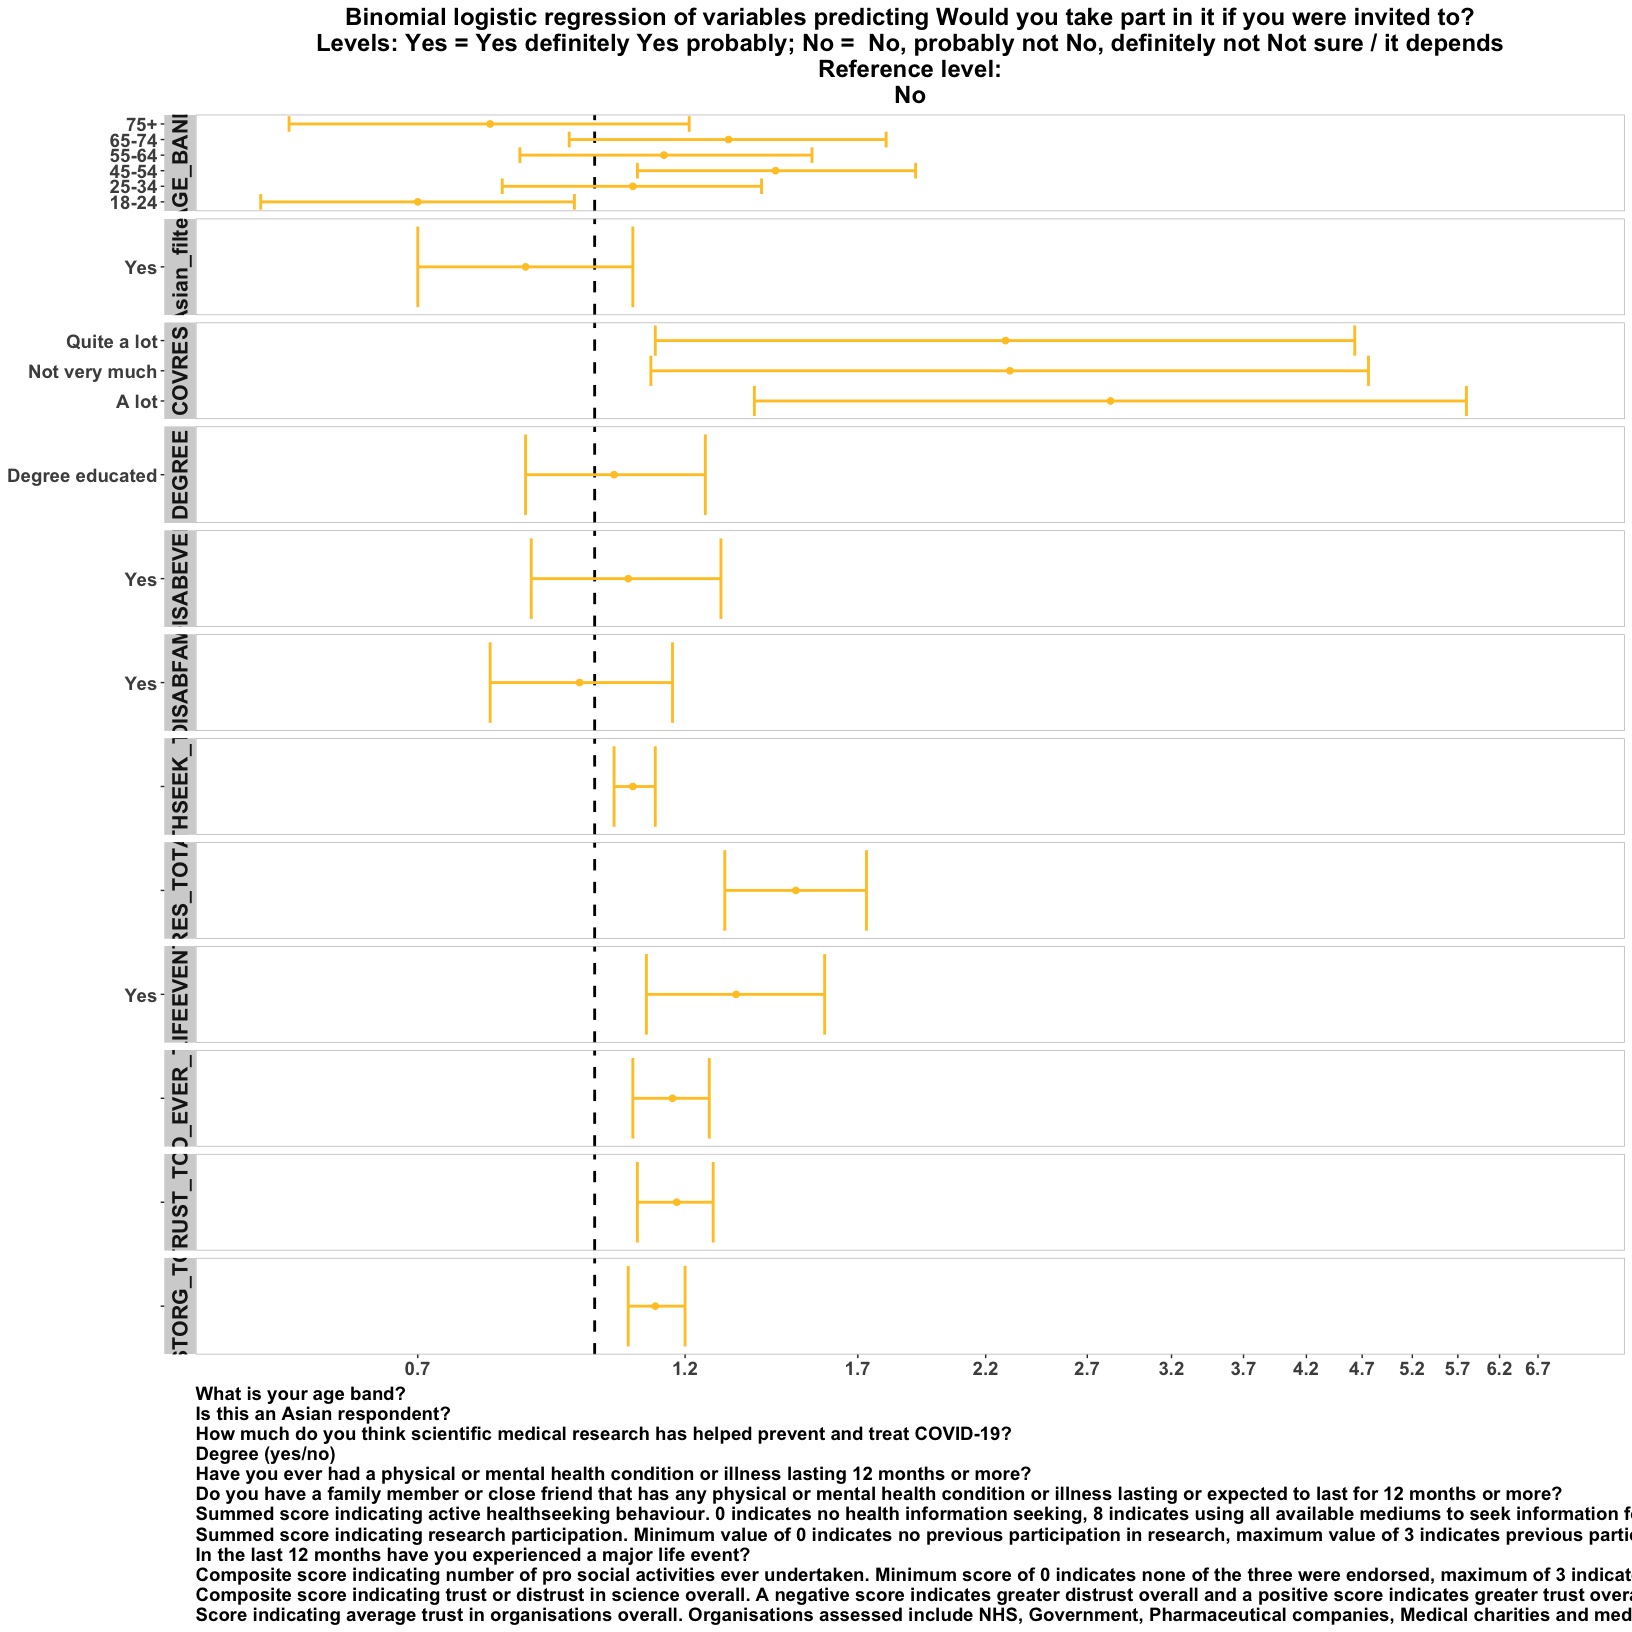 Binomial logistic regression of variables predicting Would you take part in it if you were invited to?
Levels: Yes = Yes definitely Yes probably; No =  No, probably not No, definitely not Not sure / it depends
Reference level:
No
AGE_BAND
75+
65-74
55-64
45-54
25-34
18-24
Asian_filte
Yes
COVRES
Quite a lot
Not very much
A lot
DEGREE
Degree educated
ISABEVE
Yes
DISABFAM
Yes
THSEEK_T
RES_TOTA
LIFEEVEN
Yes
O_EVER_
TRUST_TO
STORG_TO
0.7 1.2 1.7 2.2 2.7 3.2 3.7 4.2 4.7 5.2 5.7 6.2 6.7
What is your age band?
Is this an Asian respondent?
How much do you think scientific medical research has helped prevent and treat COVID-19?
Degree (yes/no)
Have you ever had a physical or mental health condition or illness lasting 12 months or more?
Do you have a family member or close friend that has any physical or mental health condition or illness lasting or expected to last for 12 months or more?
Summed score indicating active healthseeking behaviour. 0 indicates no health information seeking, 8 indicates using all available mediums to seek information
Summed score indicating research participation. Minimum value of 0 indicates no previous participation in research, maximum value of 3 indicates previous
In the last 12 months have you experienced a major life event?
Composite score indicating number of pro social activities ever undertaken. Minimum score of 0 indicates none of the three were endorsed, maximum of 3
Composite score indicating trust or distrust in science overall. A negative score indicates greater distrust overall and a positive score indicates greater trust
Score indicating average trust in organisations overall. Organisations assessed include NHS, Government, Pharmaceutical companies, Medical charities and